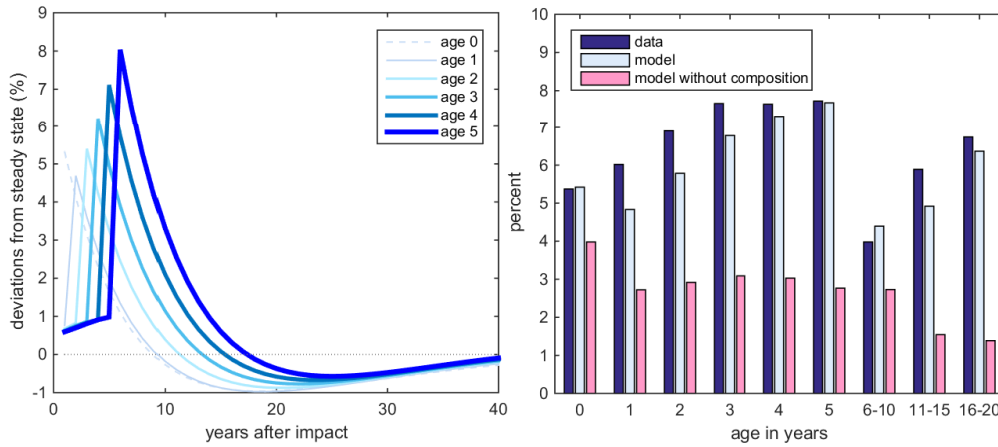 deviations from steady state (%)
8
7
6
5
4
3
2
1
0
-1
age 0
age 1
age 2
age 3
age 4
age 5
0 10 20 30 40
years after impact
percent
10
9
8
7
6
5
4
3
2
1
0
data
model
model without composition
0 1 2 3 4 5 6-10 11-15 16-20
age in years